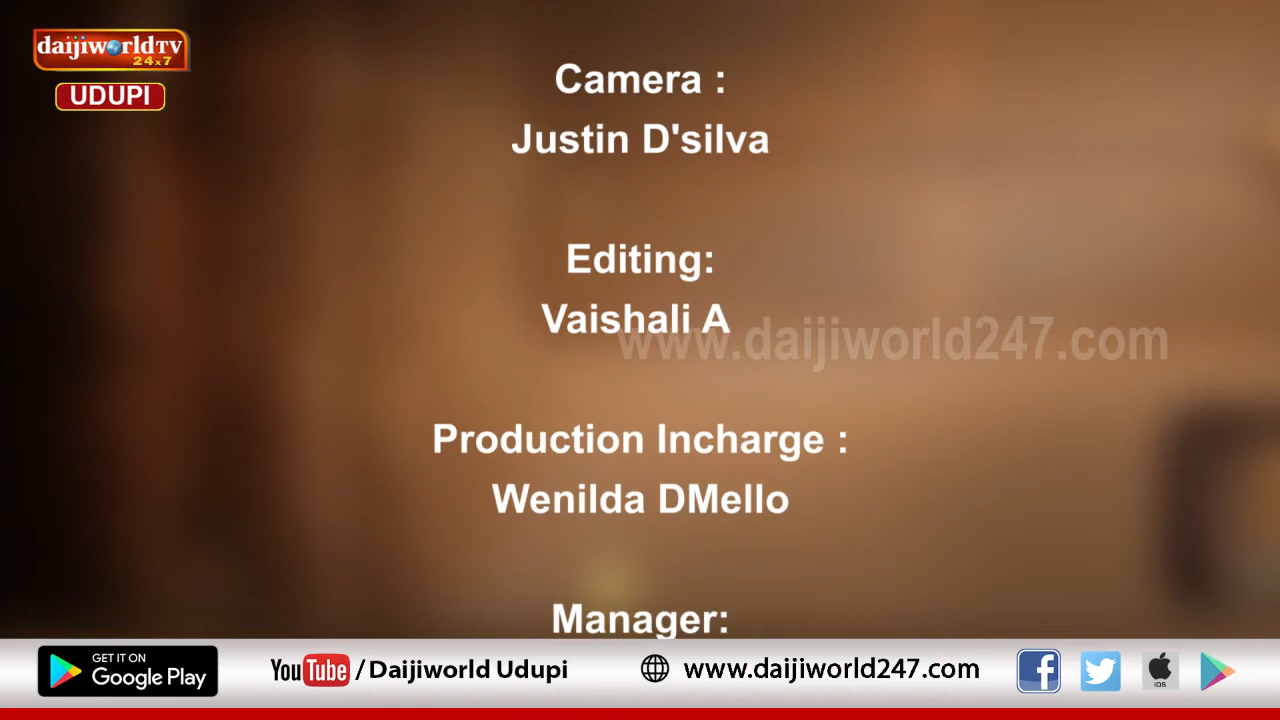 daijiworldTV
24x7
UDUPI
Camera :
Justin D'silva
Editing:
Vaishali A
www.daijiworld247.com
Production Incharge :
Wenilda DMello
Manager:
GET IT ON
Google Play
YouTube / Daijiworld Udupi
www.daijiworld247.com
iOS